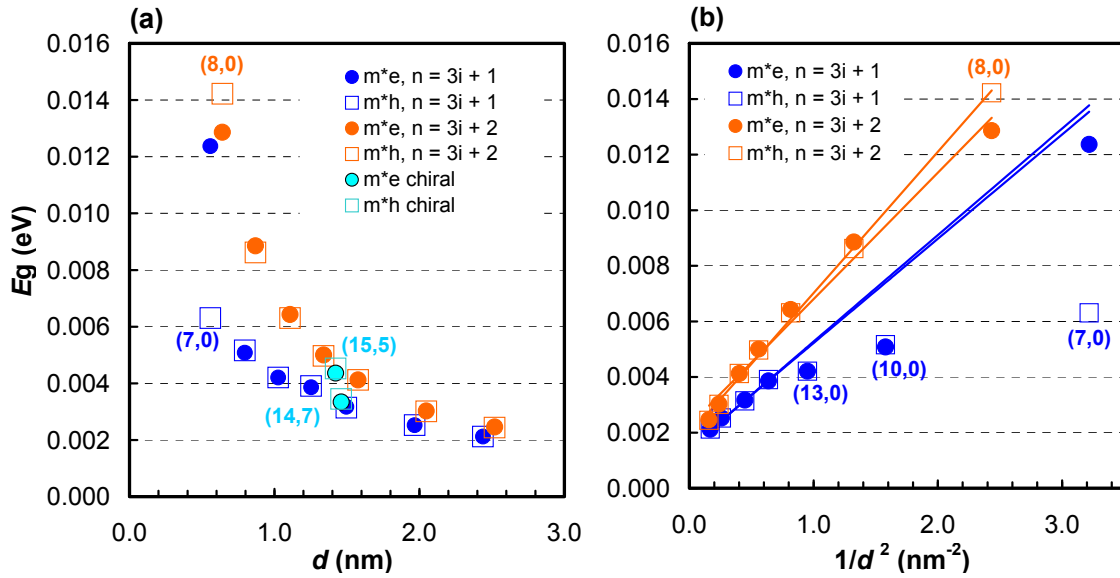 (a)
Eg (eV)
0.016
0.014
0.012
0.010
0.008
0.006
0.004
0.002
0.000
0.0
1.0
2.0
3.0
d (nm)
(8,0)
(7,0)
(15,5)
(14,7)
m*e, n = 3i + 1
m*h, n = 3i + 1
m*e, n = 3i + 2
m*h, n = 3i + 2
m*e chiral
m*h chiral
(b)
0.016
0.014
0.012
0.010
0.008
0.006
0.004
0.002
0.000
0.0
1.0
2.0
3.0
1/d ² (nm⁻²)
m*e, n = 3i + 1
m*h, n = 3i + 1
m*e, n = 3i + 2
m*h, n = 3i + 2
(8,0)
(7,0)
(10,0)
(13,0)